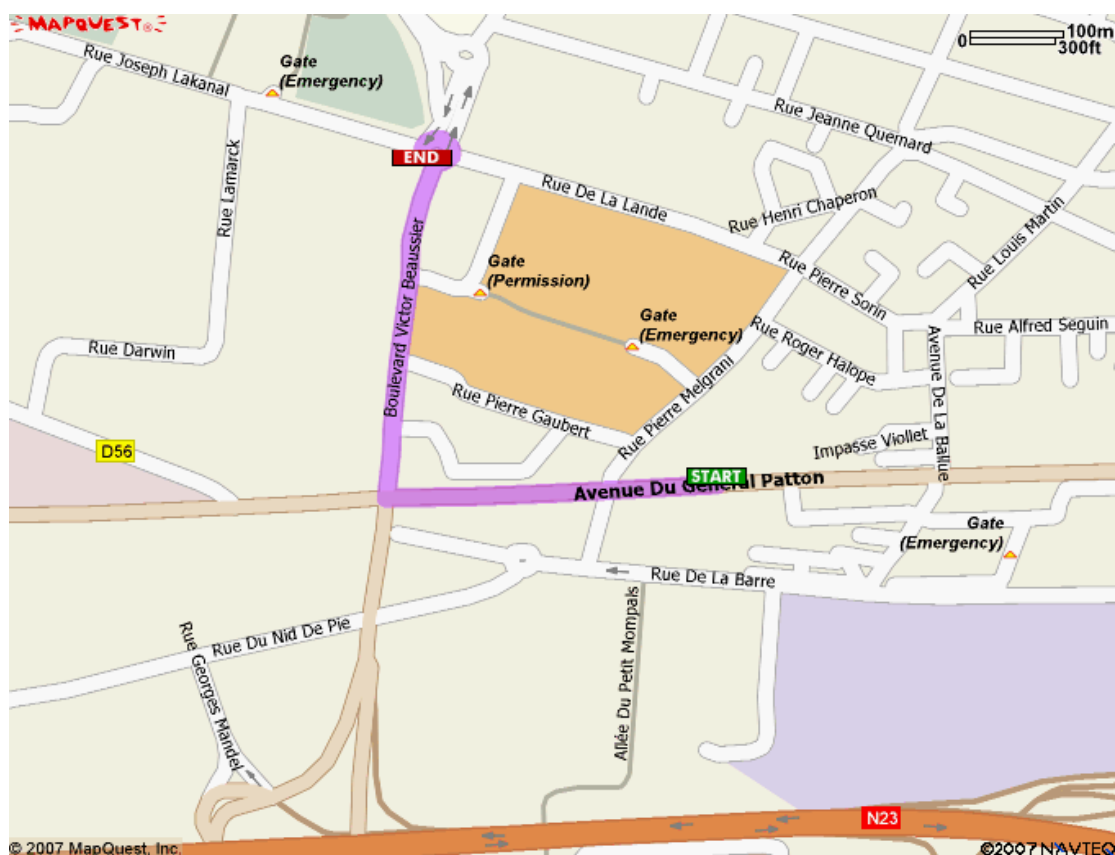 MAPQUEST®
100m
0
300ft
Gate
(Emergency)
Rue Joseph Lakanal
Rue Jeanne Quernard
END
Rue De La Lande
Rue Lamarck
Rue Henri Chaperon
Rue Louis Martin
Boulevard Victor Beaussier
Gate
(Permission)
Rue Pierre Sorin
Gate
(Emergency)
Rue Roger Halope
Rue Alfred Seguin
Rue Darwin
Rue Pierre Melgrani
Avenue De La Ballue
Rue Pierre Gaubert
D56
Impasse Viollet
START
Avenue Du General Patton
Gate
(Emergency)
Rue De La Barre
Rue Du Nid De Pie
Rue Georges Mandel
Allée Du Petit Mompals
N23
© 2007 MapQuest, Inc.
©2007 NAVTEQ